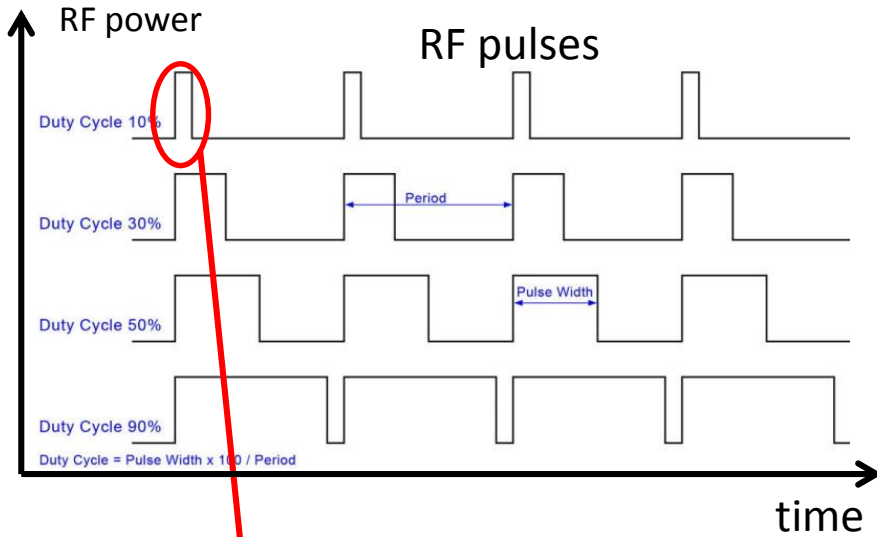 RF power
RF pulses
Duty Cycle 10%
Period
Duty Cycle 30%
Pulse Width
Duty Cycle 50%
Duty Cycle 90%
Duty Cycle = Pulse Width x 100 / Period
time